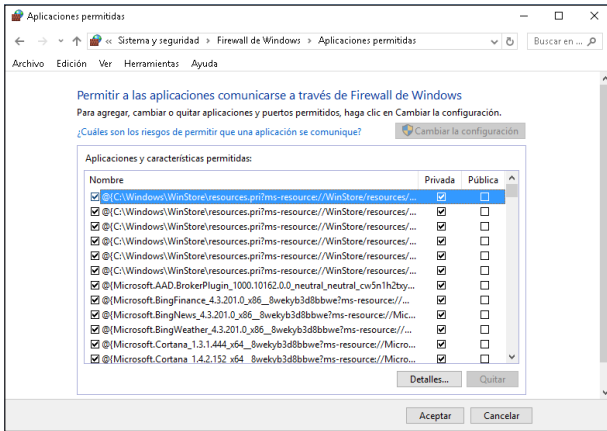 Aplicaciones permitidas
« Sistema y seguridad > Firewall de Windows > Aplicaciones permitidas
Buscar en ...
Archivo Edición Ver Herramientas Ayuda
Permitir a las aplicaciones comunicarse a través de Firewall de Windows
Para agregar, cambiar o quitar aplicaciones y puertos permitidos, haga clic en Cambiar la configuración.
¿Cuáles son los riesgos de permitir que una aplicación se comunique? Cambiar la configuración
Aplicaciones y características permitidas:
Nombre Privada Pública
@{C:\Windows\WinStore\resources.pri?ms-resource://WinStore/resources/...
@{C:\Windows\WinStore\resources.pri?ms-resource://WinStore/resources/...
@{C:\Windows\WinStore\resources.pri?ms-resource://WinStore/resources/...
@{C:\Windows\WinStore\resources.pri?ms-resource://WinStore/resources/...
@{C:\Windows\WinStore\resources.pri?ms-resource://WinStore/resources/...
@{C:\Windows\WinStore\resources.pri?ms-resource://WinStore/resources/...
@{Microsoft.AAD.BrokerPlugin_1000.10162.0.0_neutral_neutral_cw5n1h2txy...
@{Microsoft.BingFinance_4.3.201.0_x86__8wekyb3d8bbwe?ms-resource://...
@{Microsoft.BingNews_4.3.201.0_x86__8wekyb3d8bbwe?ms-resource://Mic...
@{Microsoft.BingWeather_4.3.201.0_x86__8wekyb3d8bbwe?ms-resource://...
@{Microsoft.Cortana_1.3.1.444_x64__8wekyb3d8bbwe?ms-resource://Micro...
@{Microsoft.Cortana_1.4.2.152_x64__8wekyb3d8bbwe?ms-resource://Micro...
Detalles... Quitar
Aceptar Cancelar